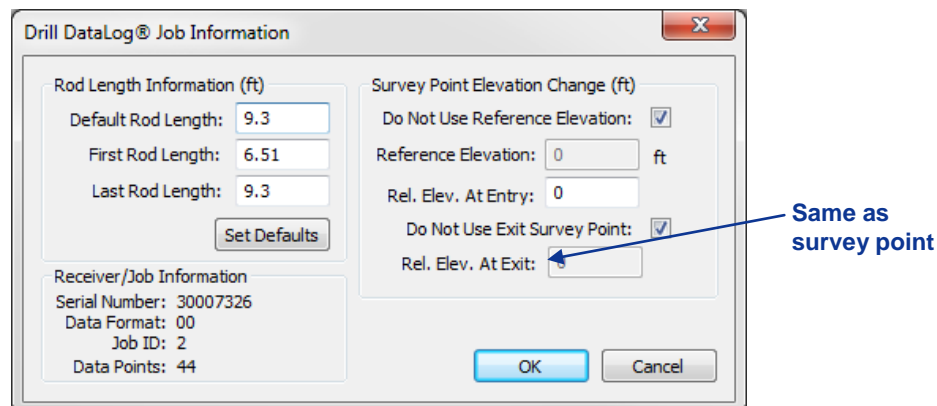 Drill DataLog® Job Information
Rod Length Information (ft)
Default Rod Length: 9.3
First Rod Length: 6.51
Last Rod Length: 9.3
Set Defaults
Receiver/Job Information
Serial Number: 30007326
Data Format: 00
Job ID: 2
Data Points: 44
Survey Point Elevation Change (ft)
Do Not Use Reference Elevation:
Reference Elevation: 0 ft
Rel. Elev. At Entry: 0
Do Not Use Exit Survey Point:
Rel. Elev. At Exit:
OK Cancel
Same as
survey point